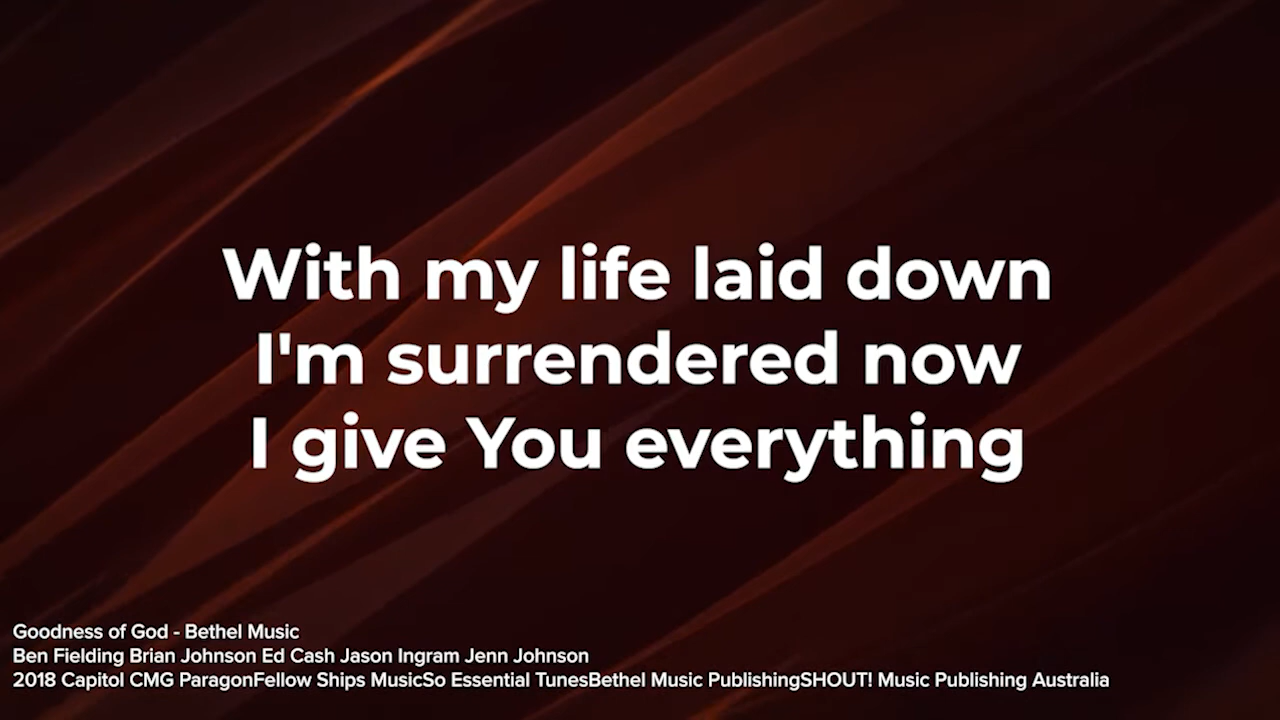 With my life laid down
I'm surrendered now
I give You everything
Goodness of God - Bethel Music
Ben Fielding Brian Johnson Ed Cash Jason Ingram Jenn Johnson
2018 Capitol CMG ParagonFellow Ships MusicSo Essential TunesBethel Music PublishingSHOUT! Music Publishing Australia